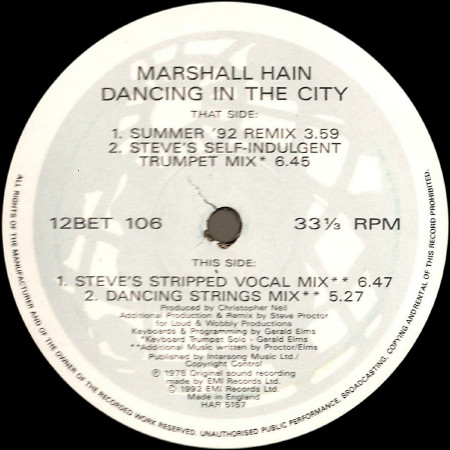 MARSHALL HAIN
DANCING IN THE CITY
THAT SIDE:
1. SUMMER '92 REMIX 3.59
2. STEVE'S SELF-INDULGENT
TRUMPET MIX* 6.45
12BET 106
33⅓ RPM
THIS SIDE:
1. STEVE'S STRIPPED VOCAL MIX** 6.47
2. DANCING STRINGS MIX** 5.27
Produced by Christopher Neil
Additional Production & Remix by Steve Proctor
for Loud & Wobbly Productions
Keyboards & Programming by Gerald Elms
*Keyboard Trumpet Solo - Gerald Elms
**Additional Music written by Proctor/Elms
Published by Intersong Music Ltd./
Copyright Control
℗ 1978 Original sound recording
made by EMI Records Ltd.
© 1992 EMI Records Ltd.
Made in England
HAR 5157
ALL RIGHTS OF THE MANUFACTURER AND OF THE OWNER OF THE RECORDED WORK RESERVED. UNAUTHORISED PUBLIC PERFORMANCE, BROADCASTING, COPYING AND RENTAL OF THIS RECORD PROHIBITED.